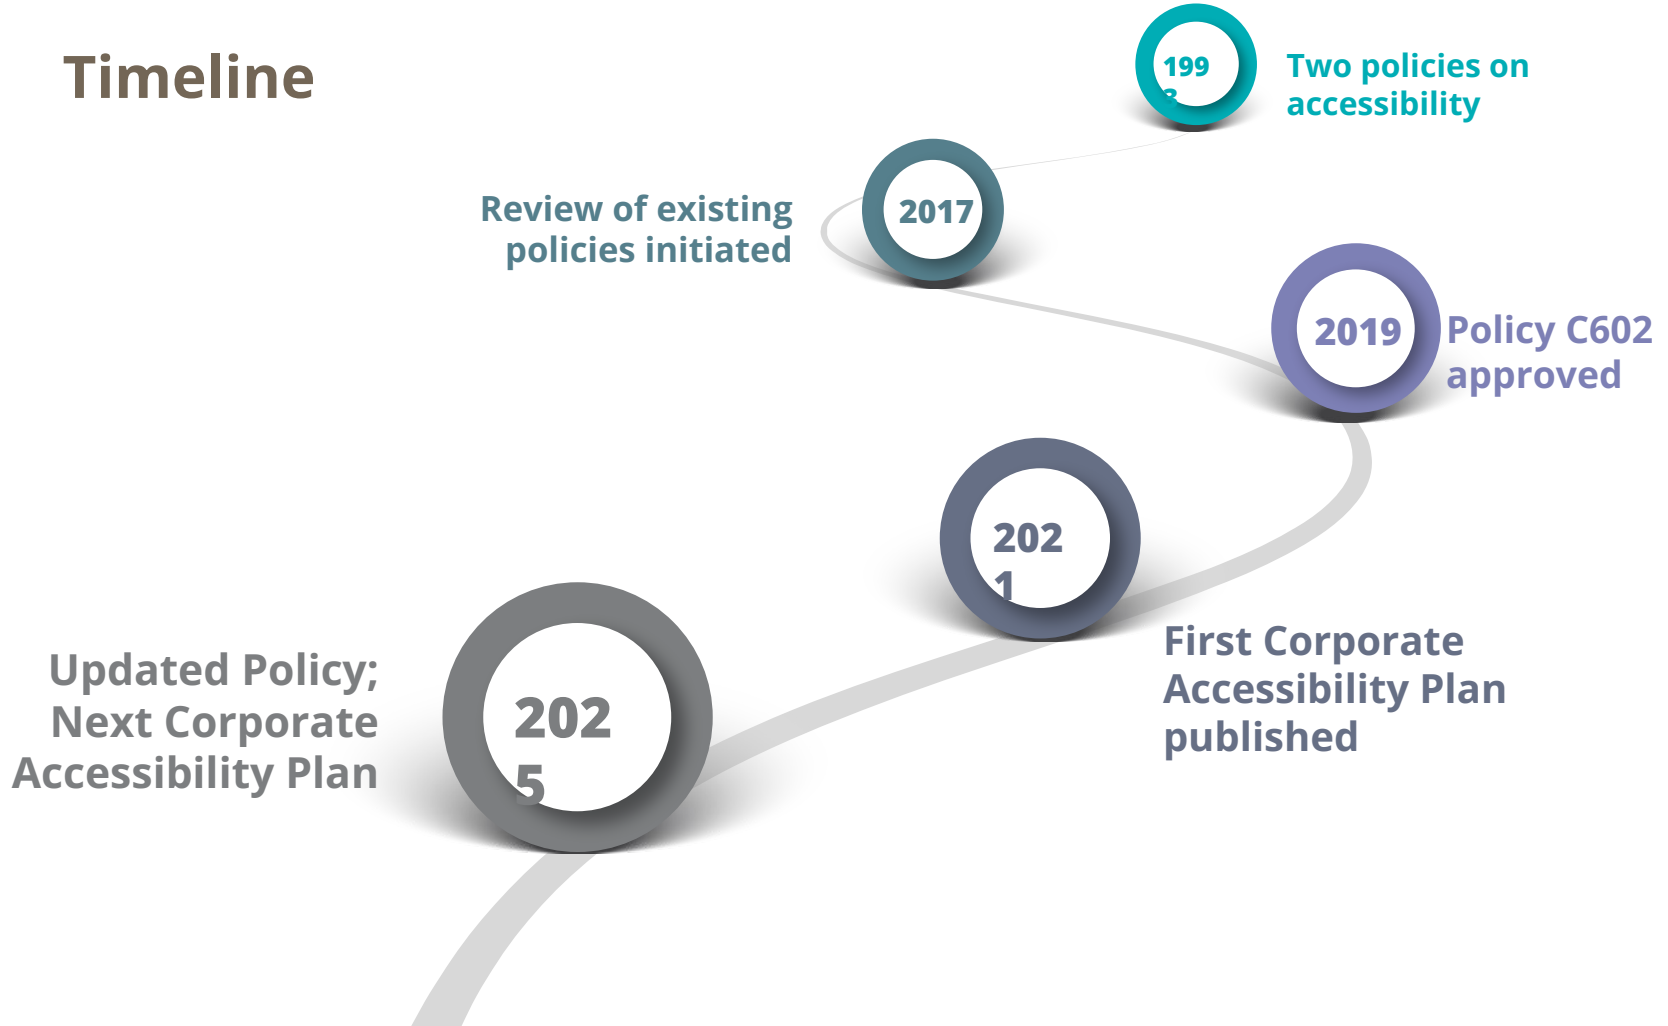 Timeline
199
3
Two policies on
accessibility
2017
Review of existing
policies initiated
2019
Policy C602
approved
202
1
First Corporate
Accessibility Plan
published
202
5
Updated Policy;
Next Corporate
Accessibility Plan